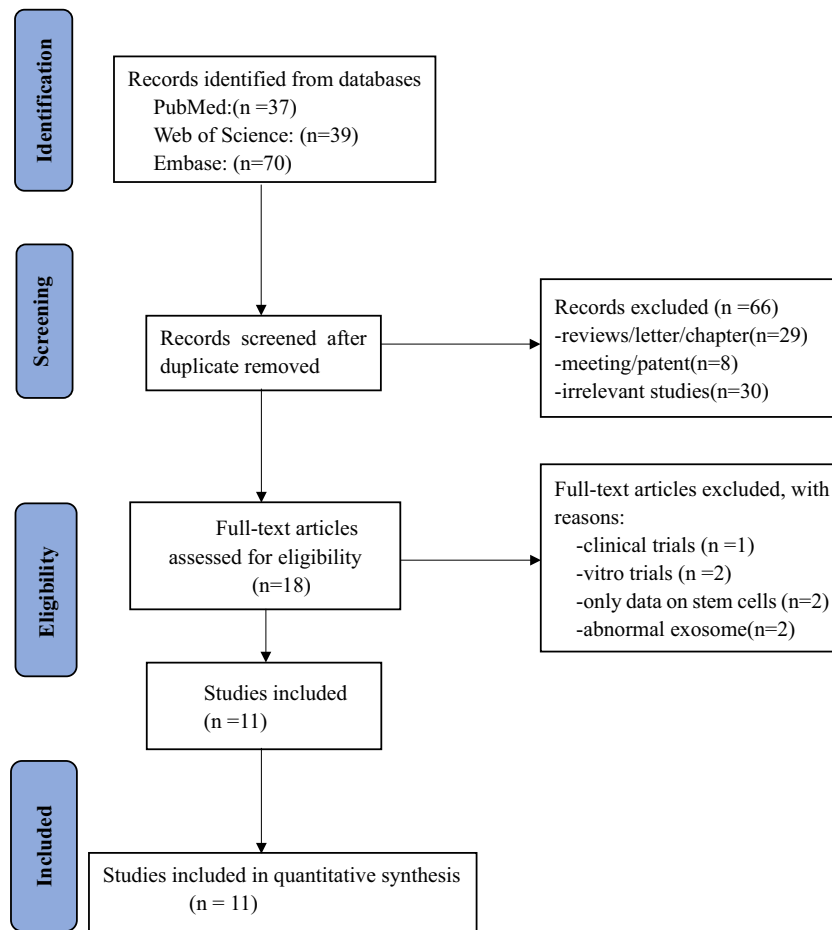 Identification
Records identified from databases
PubMed:(n =37)
Web of Science: (n=39)
Embase: (n=70)
Screening
Records screened after
duplicate removed
Records excluded (n =66)
-reviews/letter/chapter(n=29)
-meeting/patent(n=8)
-irrelevant studies(n=30)
Eligibility
Full-text articles
assessed for eligibility
(n=18)
Full-text articles excluded, with
reasons:
-clinical trials (n =1)
-vitro trials (n =2)
-only data on stem cells (n=2)
-abnormal exosome(n=2)
Studies included
(n =11)
Included
Studies included in quantitative synthesis
(n = 11)